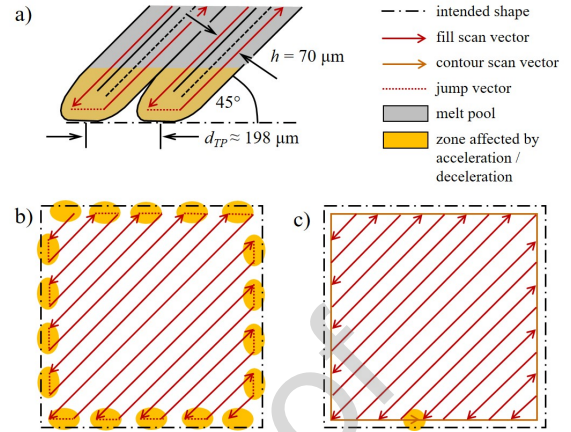 a)
h = 70 μm
45°
d_TP ≈ 198 μm
intended shape
fill scan vector
contour scan vector
jump vector
melt pool
zone affected by
acceleration /
deceleration
b)
c)